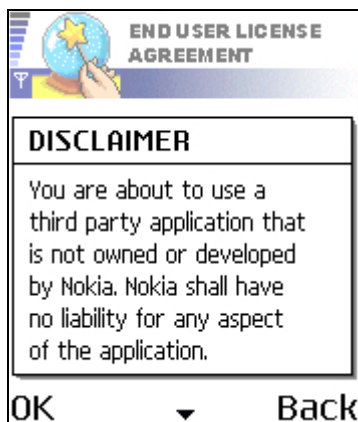 END USER LICENSE
AGREEMENT
DISCLAIMER
You are about to use a
third party application that
is not owned or developed
by Nokia. Nokia shall have
no liability for any aspect
of the application.
OK Back